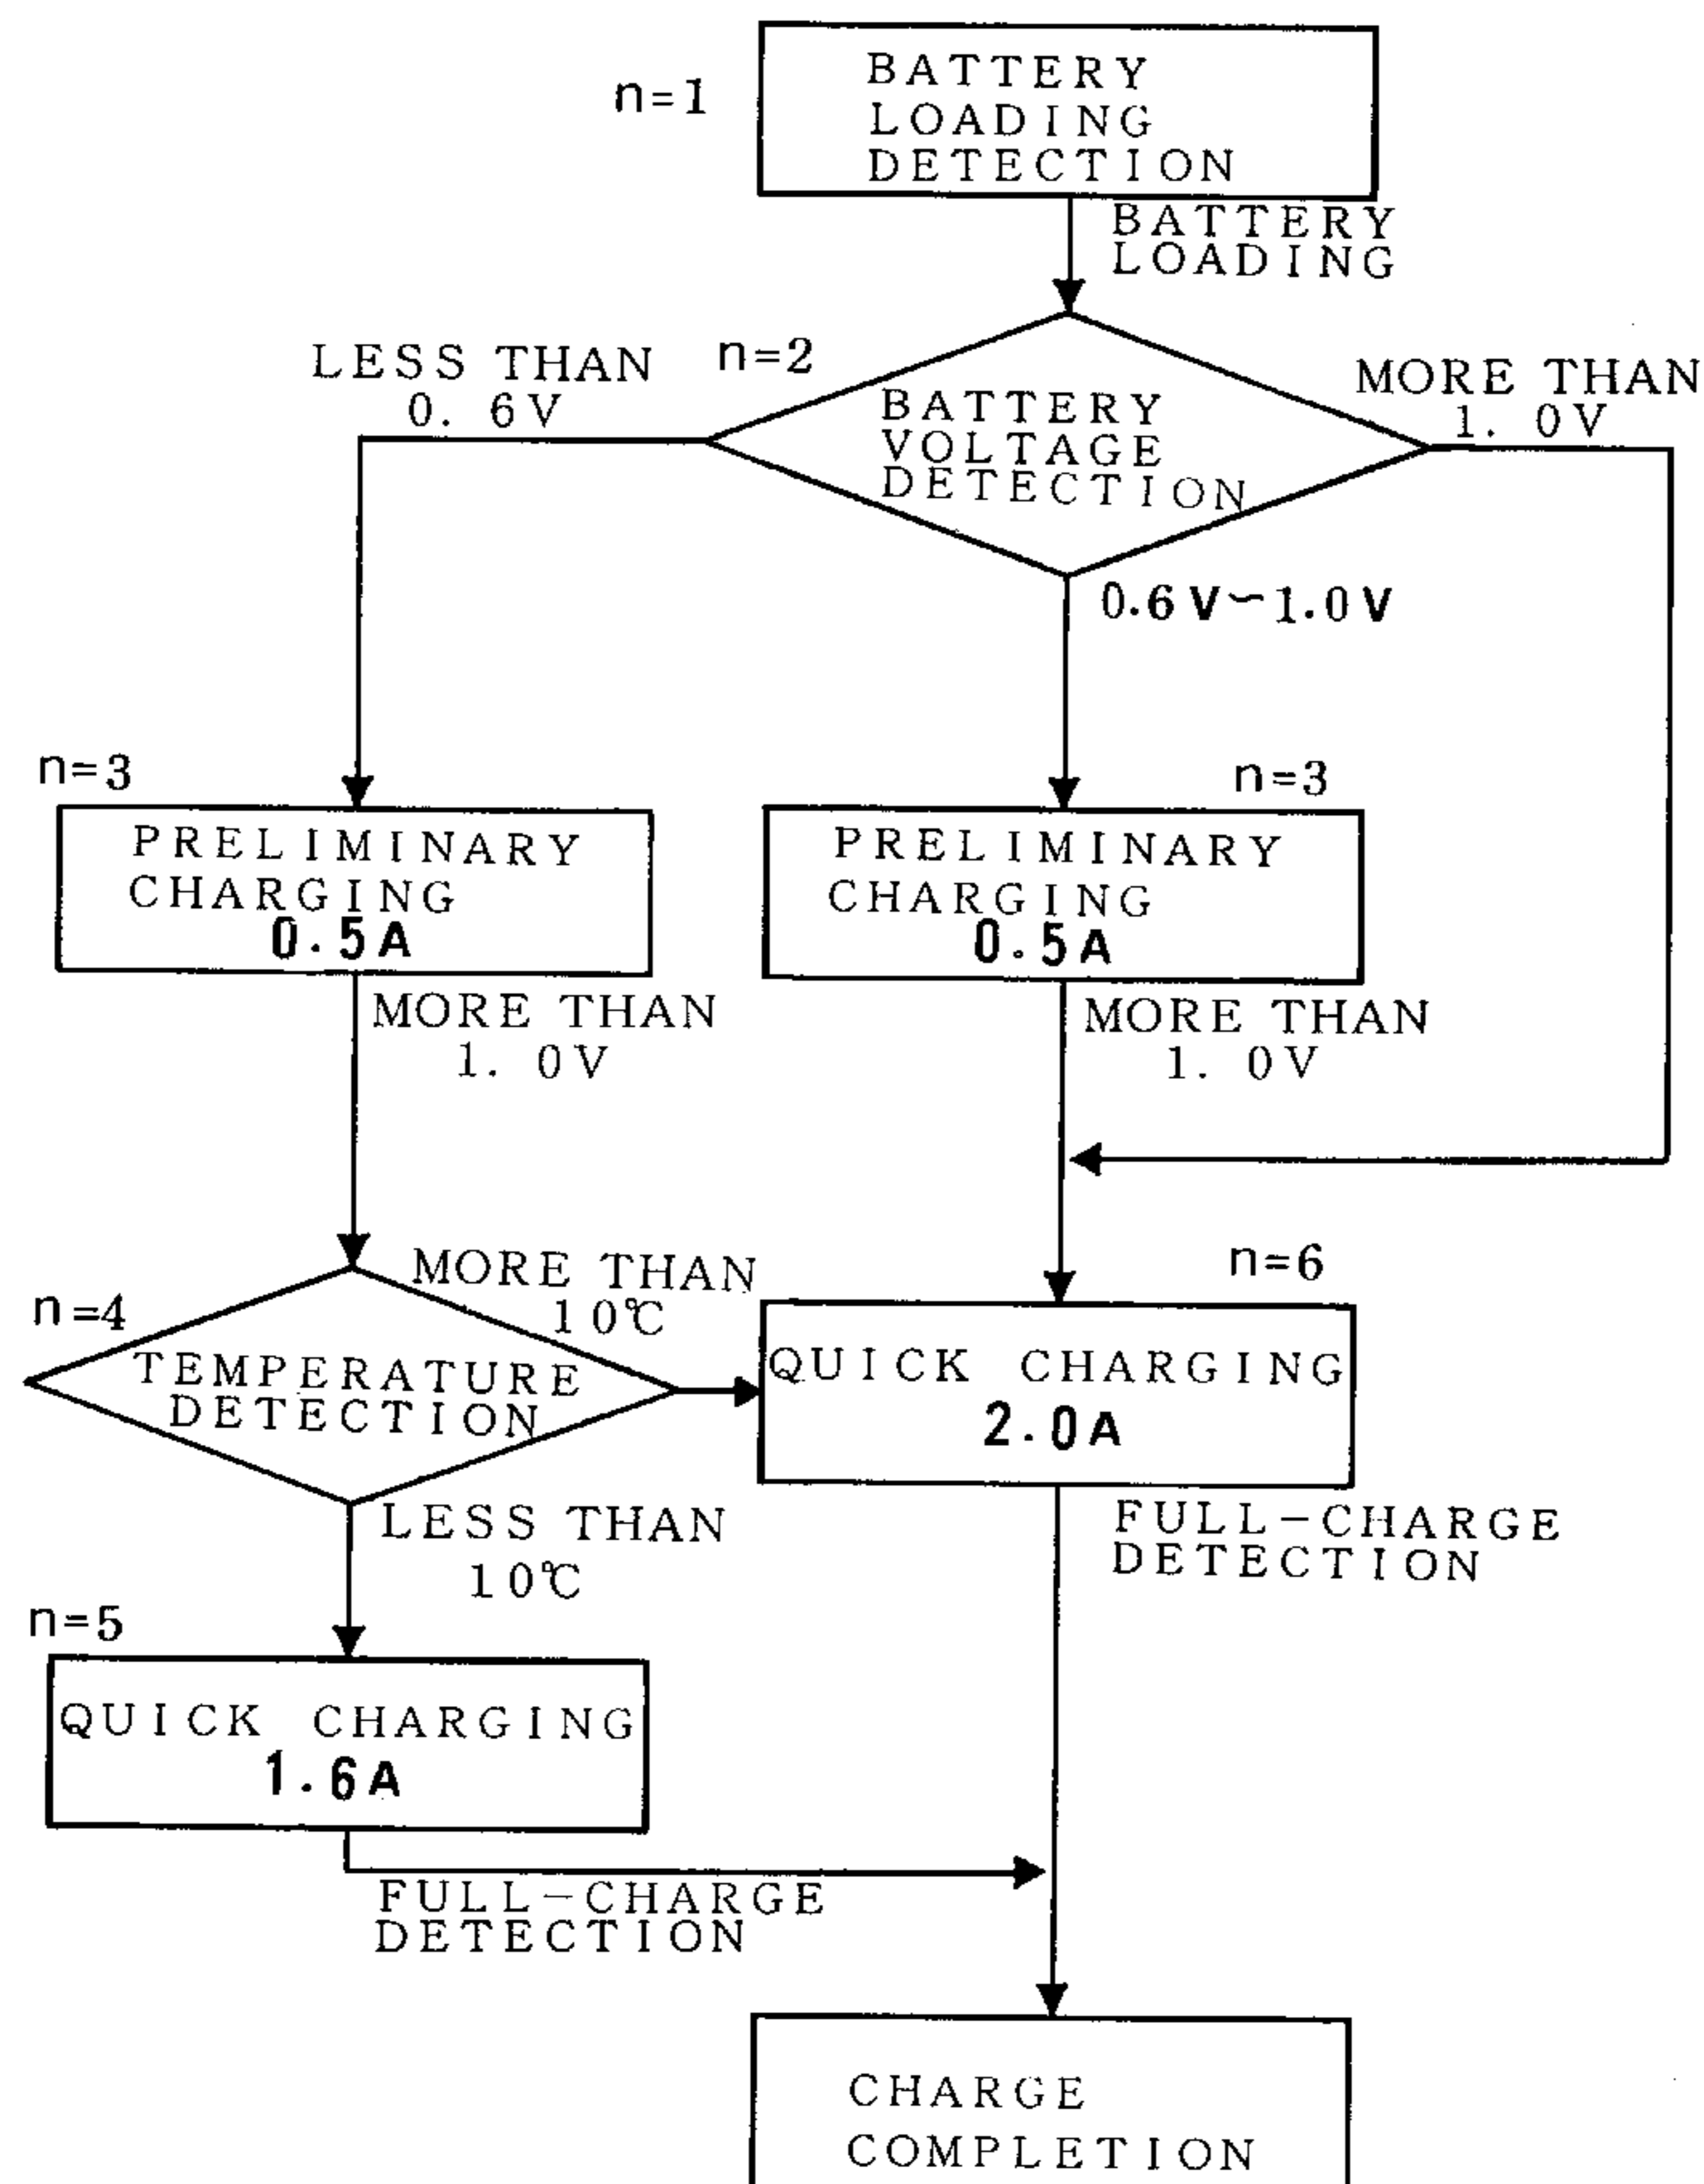 n=1
BATTERY
LOADING
DETECTION
BATTERY
LOADING
LESS THAN
0. 6V
n=2
BATTERY
VOLTAGE
DETECTION
MORE THAN
1. 0V
0.6V∼1.0V
n=3
PRELIMINARY
CHARGING
0.5A
n=3
PRELIMINARY
CHARGING
0.5A
MORE THAN
1. 0V
MORE THAN
1. 0V
n=4
TEMPERATURE
DETECTION
MORE THAN
10℃
n=6
QUICK CHARGING
2.0A
LESS THAN
10℃
FULL-CHARGE
DETECTION
n=5
QUICK CHARGING
1.6A
FULL-CHARGE
DETECTION
CHARGE
COMPLETION